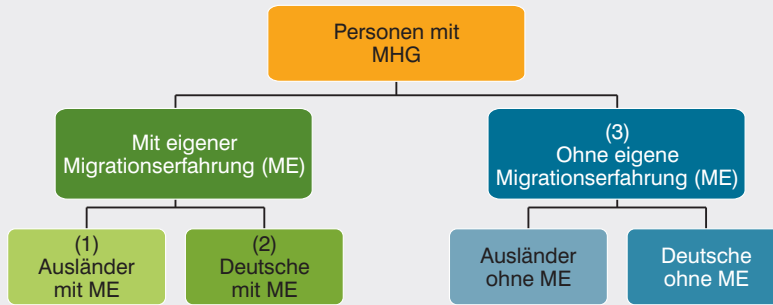 Personen mit
MHG
Mit eigener
Migrationserfahrung (ME)
(3)
Ohne eigene
Migrationserfahrung (ME)
(1)
Ausländer
mit ME
(2)
Deutsche
mit ME
Ausländer
ohne ME
Deutsche
ohne ME